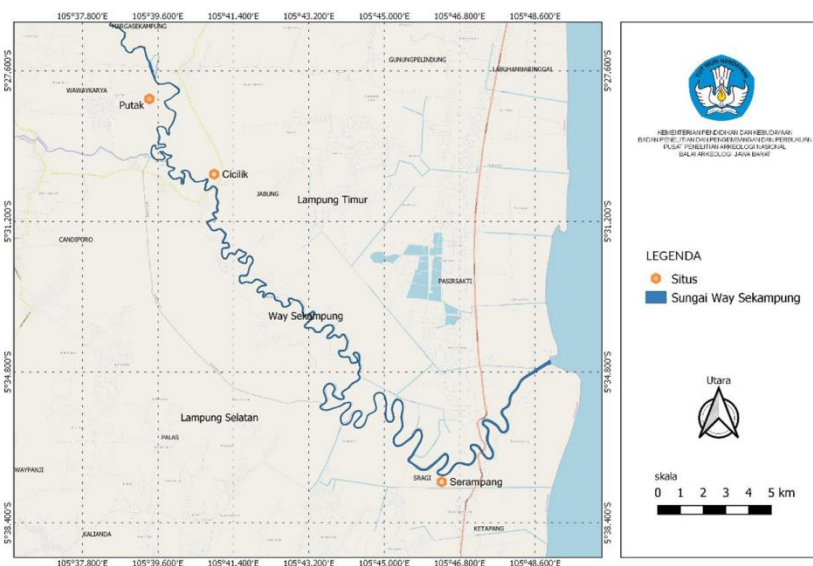 105°37.800'E 105°39.600'E 105°41.400'E 105°43.200'E 105°45.000'E 105°46.800'E 105°48.600'E
MARGASEKAMPUNG
5°27.600'S
5°27.600'S
GUNUNGPELINDUNG
LABUHANMARINGGAI
WAWAYKARYA
Putak
Cicilik
JABUNG
Lampung Timur
5°31.200'S
5°31.200'S
CANDIPURO
PASIRSAKTI
Way Sekampung
5°34.800'S
5°34.800'S
Lampung Selatan
PALAS
WAYPANJI
SRAGI
Serampang
5°38.400'S
5°38.400'S
KETAPANG
KALIANDA
105°37.800'E 105°39.600'E 105°41.400'E 105°43.200'E 105°45.000'E 105°46.800'E 105°48.600'E
TUT WURI HANDAYANI
KEMENTERIAN PENDIDIKAN DAN KEBUDAYAAN
BADAN PENELITIAN DAN PENGEMBANGAN DAN PERBUKUAN
PUSAT PENELITIAN ARKEOLOGI NASIONAL
BALAI ARKEOLOGI JAWA BARAT
LEGENDA
Situs
Sungai Way Sekampung
Utara
skala
0 1 2 3 4 5 km